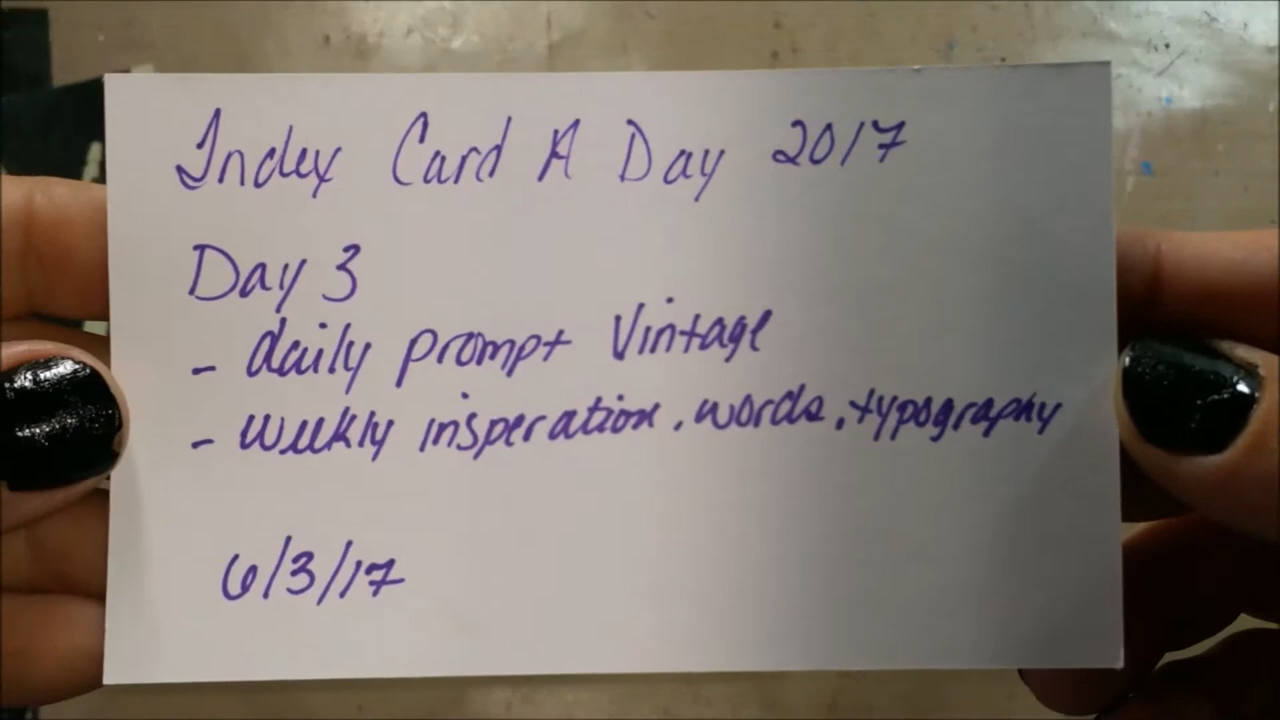 Index Card A Day 2017
Day 3
- daily prompt Vintage
- weekly insperation, words, typography
6/3/17